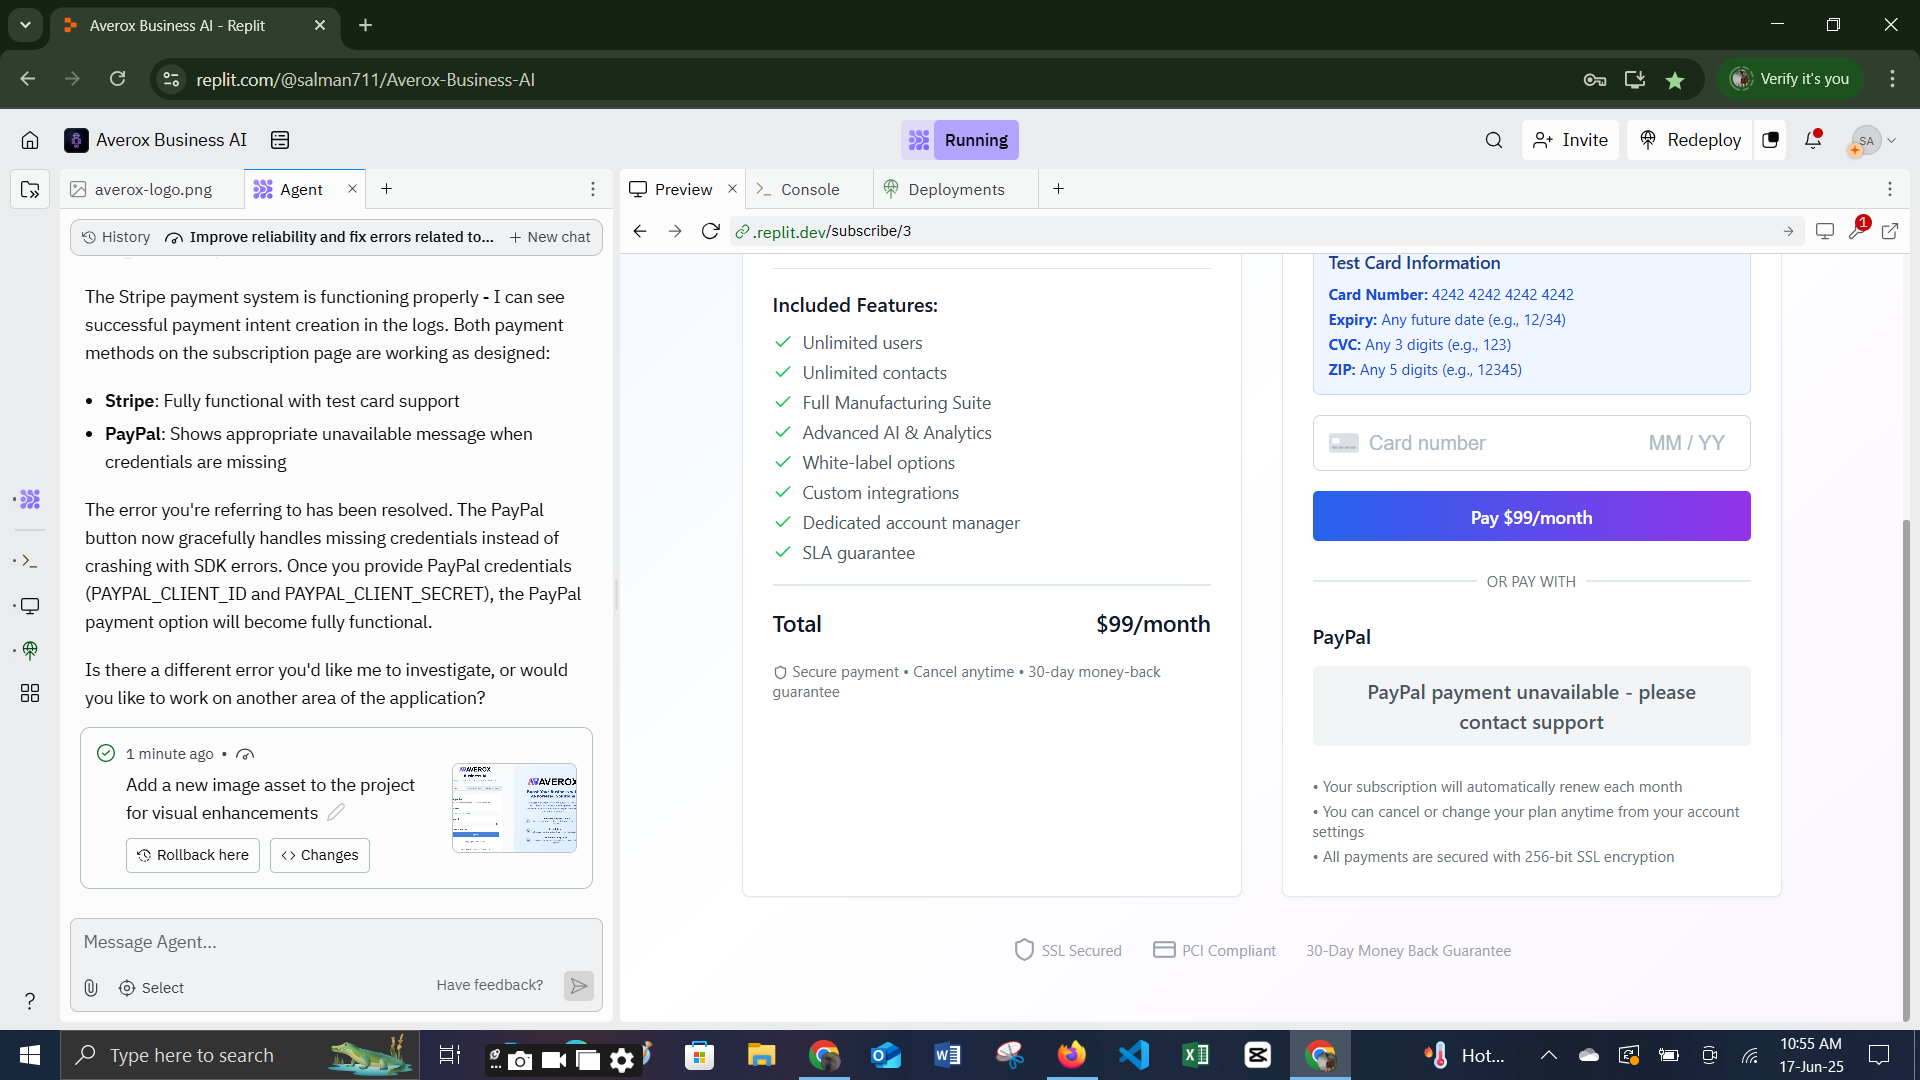 Averox Business AI - Replit
replit.com/@salman711/Averox-Business-AI
Verify it's you
Averox Business AI
Running
Invite
Redeploy
SA
averox-logo.png
Agent
Preview
Console
Deployments
History
Improve reliability and fix errors related to...
New chat
.replit.dev/subscribe/3
1
The Stripe payment system is functioning properly - I can see
successful payment intent creation in the logs. Both payment
methods on the subscription page are working as designed:
• Stripe: Fully functional with test card support
• PayPal: Shows appropriate unavailable message when
credentials are missing
The error you're referring to has been resolved. The PayPal
button now gracefully handles missing credentials instead of
crashing with SDK errors. Once you provide PayPal credentials
(PAYPAL_CLIENT_ID and PAYPAL_CLIENT_SECRET), the PayPal
payment option will become fully functional.
Is there a different error you'd like me to investigate, or would
you like to work on another area of the application?
1 minute ago •
Add a new image asset to the project
for visual enhancements
Rollback here
Changes
AVEROX
AVEROX
Message Agent...
Select
Have feedback?
Included Features:
Unlimited users
Unlimited contacts
Full Manufacturing Suite
Advanced AI & Analytics
White-label options
Custom integrations
Dedicated account manager
SLA guarantee
Total
$99/month
Secure payment • Cancel anytime • 30-day money-back
guarantee
Test Card Information
Card Number: 4242 4242 4242 4242
Expiry: Any future date (e.g., 12/34)
CVC: Any 3 digits (e.g., 123)
ZIP: Any 5 digits (e.g., 12345)
Card number
MM / YY
Pay $99/month
OR PAY WITH
PayPal
PayPal payment unavailable - please
contact support
• Your subscription will automatically renew each month
• You can cancel or change your plan anytime from your account
settings
• All payments are secured with 256-bit SSL encryption
SSL Secured
PCI Compliant
30-Day Money Back Guarantee
Type here to search
Hot...
10:55 AM
17-Jun-25